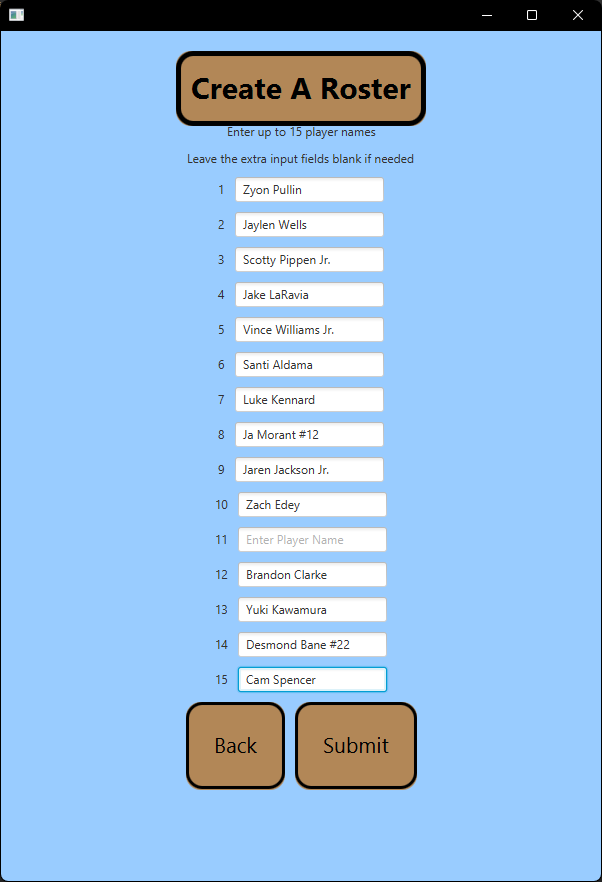 Create A Roster
Enter up to 15 player names
Leave the extra input fields blank if needed
1 Zyon Pullin
2 Jaylen Wells
3 Scotty Pippen Jr.
4 Jake LaRavia
5 Vince Williams Jr.
6 Santi Aldama
7 Luke Kennard
8 Ja Morant #12
9 Jaren Jackson Jr.
10 Zach Edey
11 Enter Player Name
12 Brandon Clarke
13 Yuki Kawamura
14 Desmond Bane #22
15 Cam Spencer
Back Submit